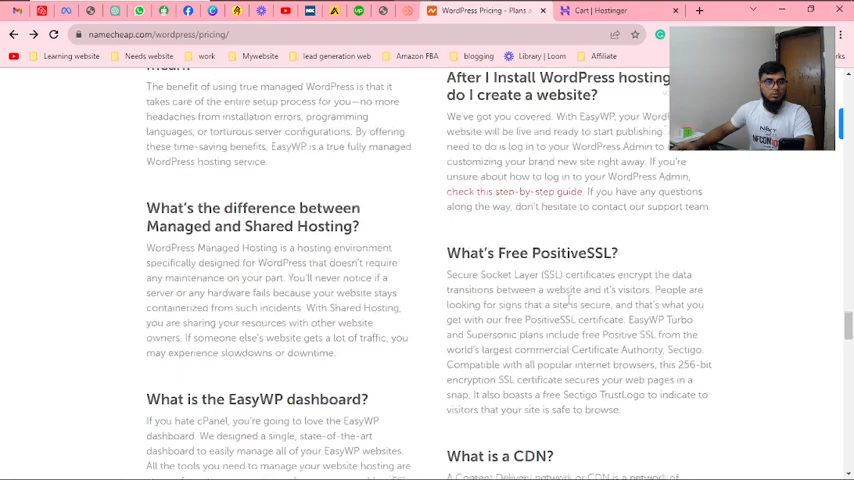 WordPress Pricing - Plans a
Cart | Hostinger
namecheap.com/wordpress/pricing/
Learning website
Needs website
work
Mywebsite
lead generation web
Amazon FBA
blogging
Library | Loom
Affiliate
The benefit of using true managed WordPress is that it
takes care of the entire setup process for you—no more
headaches from installation errors, programming
languages, or torturous server configurations. By offering
these time-saving benefits, EasyWP is a true fully managed
WordPress hosting service.
What's the difference between
Managed and Shared Hosting?
WordPress Managed Hosting is a hosting environment
specifically designed for WordPress that doesn't require
any maintenance on your part. You'll never notice if a
server or any hardware fails because your website stays
containerized from such incidents. With Shared Hosting,
you are sharing your resources with other website
owners. If someone else's website gets a lot of traffic, you
may experience slowdowns or downtime.
What is the EasyWP dashboard?
If you hate cPanel, you're going to love the EasyWP
dashboard. We designed a single, state-of-the-art
dashboard to easily manage all of your EasyWP websites.
All the tools you need to manage your website hosting are
After I Install WordPress hosting
do I create a website?
We've got you covered. With EasyWP, your WordP
website will be live and ready to start publishing.
need to do is log in to your WordPress Admin to
customizing your brand new site right away. If you're
unsure about how to log in to your WordPress Admin,
check this step-by-step guide. If you have any questions
along the way, don't hesitate to contact our support team.
What's Free PositiveSSL?
Secure Socket Layer (SSL) certificates encrypt the data
transitions between a website and it's visitors. People are
looking for signs that a site is secure, and that's what you
get with our free PositiveSSL certificate. EasyWP Turbo
and Supersonic plans include free Positive SSL from the
world's largest commercial Certificate Authority, Sectigo.
Compatible with all popular internet browsers, this 256-bit
encryption SSL certificate secures your web pages in a
snap. It also boasts a free Sectigo TrustLogo to indicate to
visitors that your site is safe to browse.
What is a CDN?
A Content Delivery network or CDN is a network of